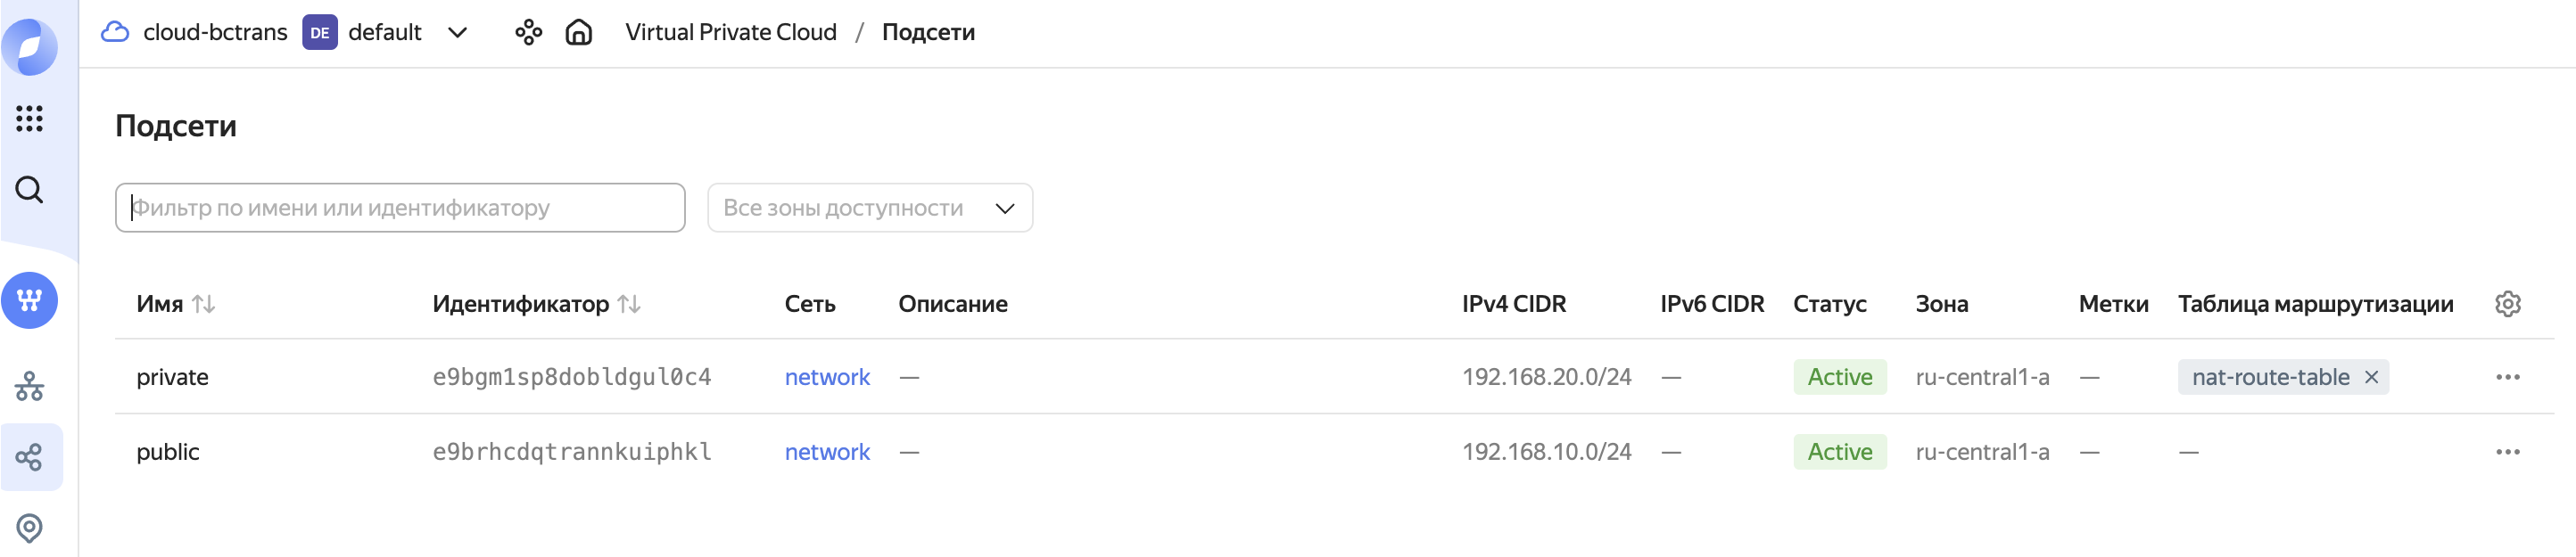 cloud-bctrans DE default Virtual Private Cloud / Подсети
Подсети
Фильтр по имени или идентификатору Все зоны доступности
Имя Идентификатор Сеть Описание IPv4 CIDR IPv6 CIDR Статус Зона Метки Таблица маршрутизации
private e9bgm1sp8dobldgul0c4 network — 192.168.20.0/24 — Active ru-central1-a — nat-route-table ×
public e9brhcdqtrannkuiphkl network — 192.168.10.0/24 — Active ru-central1-a — —